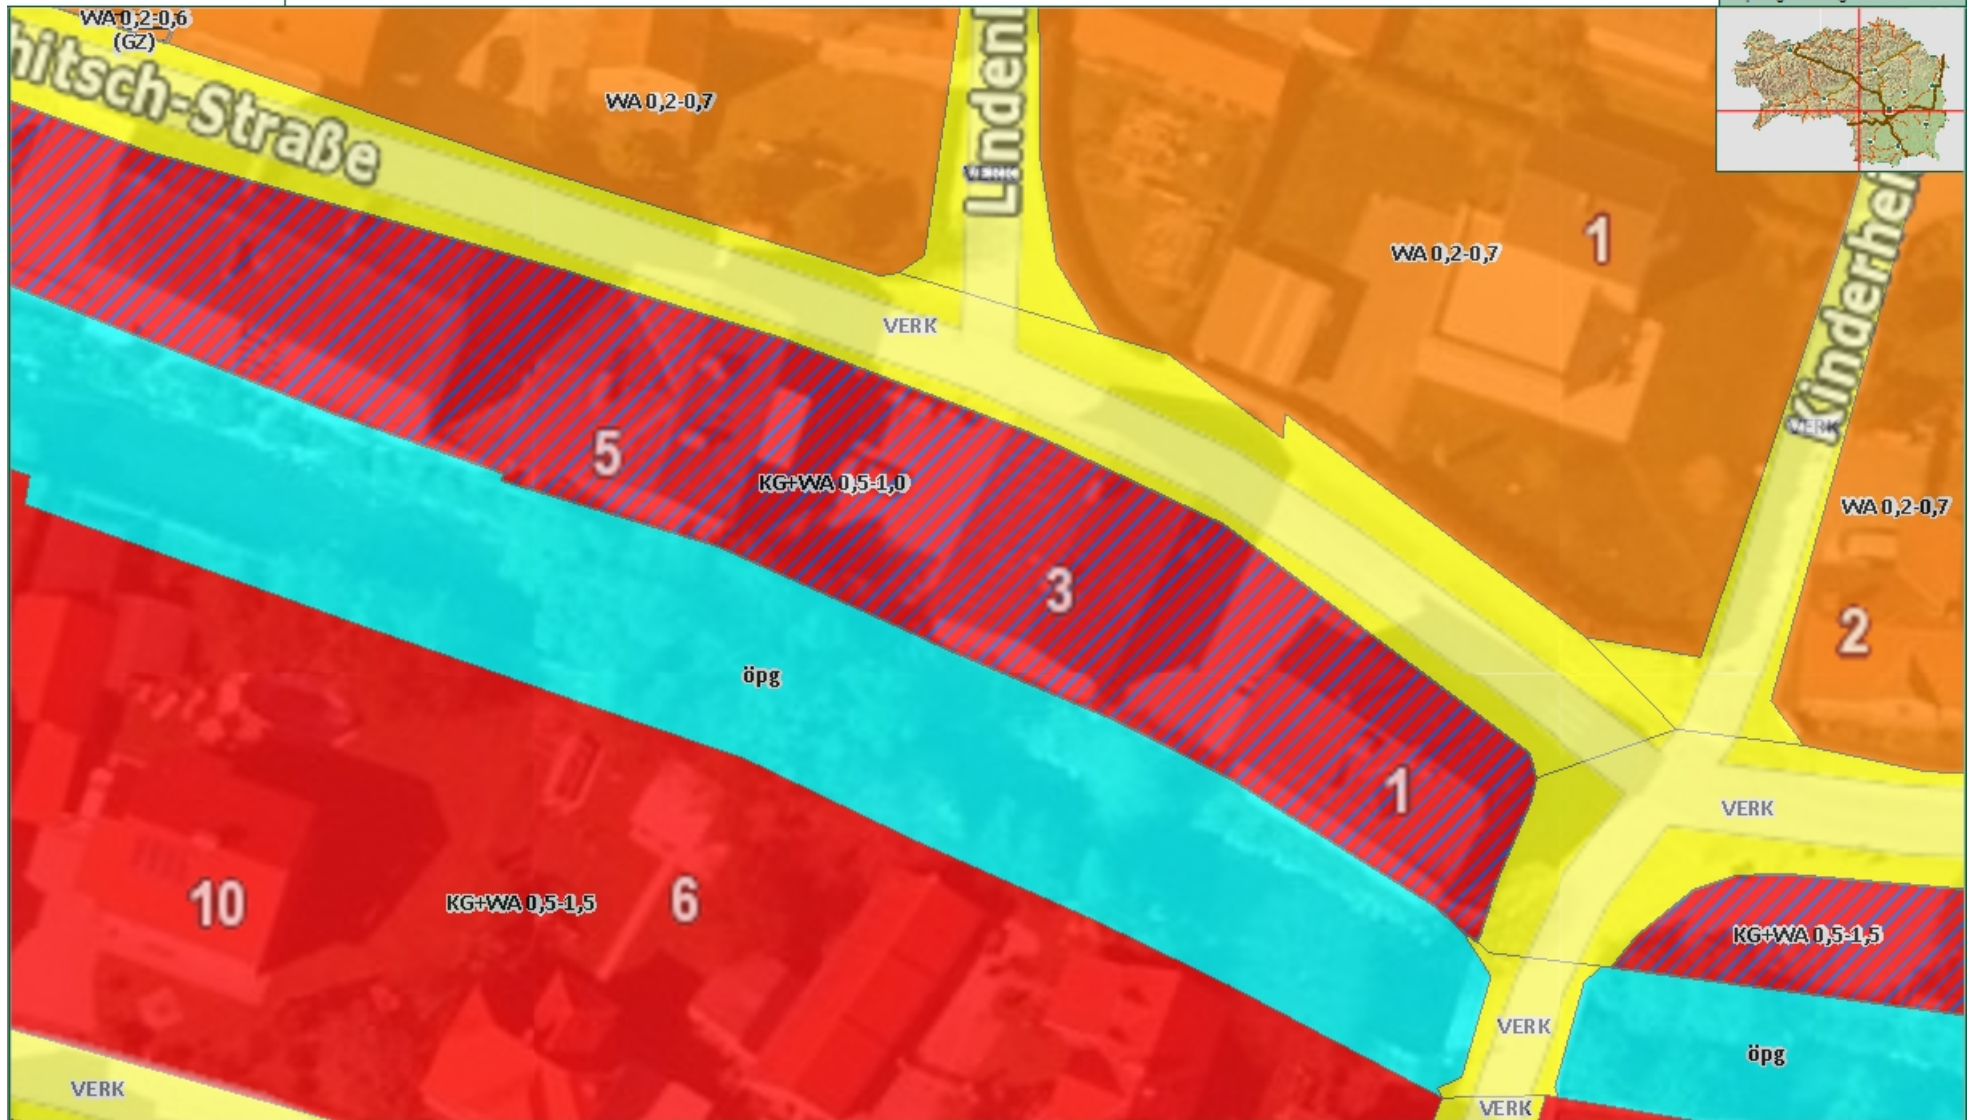 WA 0,2-0,6
(GZ)
hitsch-Straße
WA 0,2-0,7
Linden
1
WA 0,2-0,7
Kinderhei
VERK
VERK
WA 0,2-0,7
5
KG+WA 0,5-1,0
3
2
öpg
1
VERK
10
KG+WA 0,5-1,5
6
KG+WA 0,5-1,5
VERK
öpg
VERK
VERK